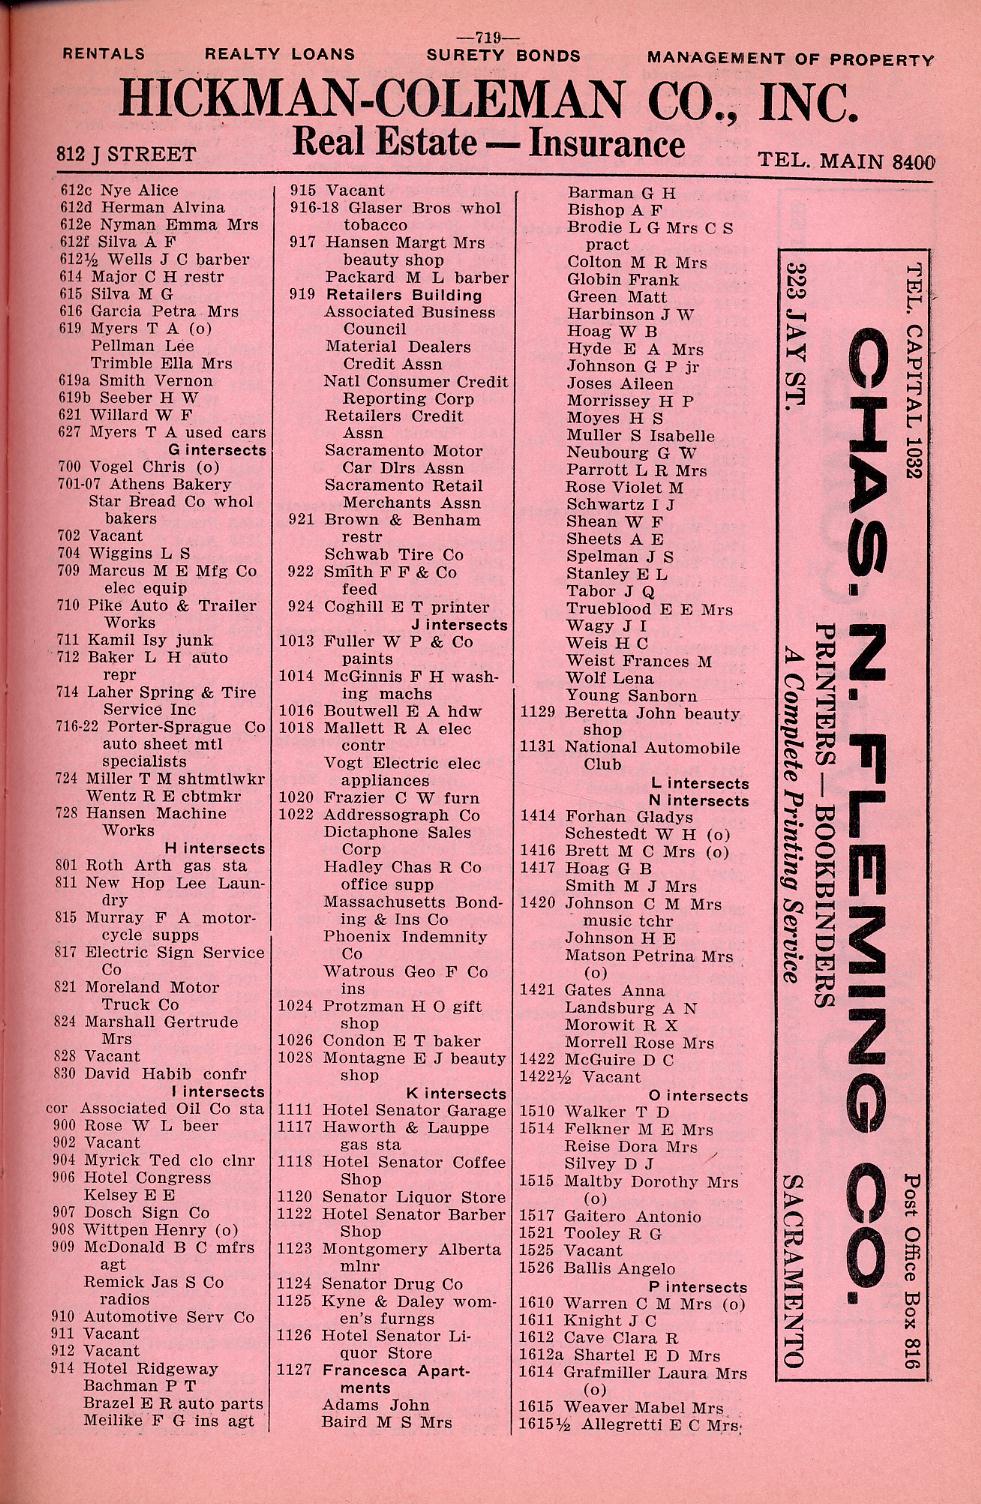 —719—
RENTALS REALTY LOANS SURETY BONDS MANAGEMENT OF PROPERTY
HICKMAN-COLEMAN CO., INC.
Real Estate — Insurance
812 J STREET
TEL. MAIN 8400
612c Nye Alice
612d Herman Alvina
612e Nyman Emma Mrs
612f Silva A F
612½ Wells J C barber
614 Major C H restr
615 Silva M G
616 Garcia Petra Mrs
619 Myers T A (o)
Pellman Lee
Trimble Ella Mrs
619a Smith Vernon
619b Seeber H W
621 Willard W F
627 Myers T A used cars
G intersects
700 Vogel Chris (o)
701-07 Athens Bakery
Star Bread Co whol
bakers
702 Vacant
704 Wiggins L S
709 Marcus M E Mfg Co
elec equip
710 Pike Auto & Trailer
Works
711 Kamil Isy junk
712 Baker L H auto
repr
714 Laher Spring & Tire
Service Inc
716-22 Porter-Sprague Co
auto sheet mtl
specialists
724 Miller T M shtmtlwkr
Wentz R E cbtmkr
728 Hansen Machine
Works
H intersects
801 Roth Arth gas sta
811 New Hop Lee Laun-
dry
815 Murray F A motor-
cycle supps
817 Electric Sign Service
Co
821 Moreland Motor
Truck Co
824 Marshall Gertrude
Mrs
828 Vacant
830 David Habib confr
I intersects
cor Associated Oil Co sta
900 Rose W L beer
902 Vacant
904 Myrick Ted clo clnr
906 Hotel Congress
Kelsey E E
907 Dosch Sign Co
908 Wittpen Henry (o)
909 McDonald B C mfrs
agt
Remick Jas S Co
radios
910 Automotive Serv Co
911 Vacant
912 Vacant
914 Hotel Ridgeway
Bachman P T
Brazel E R auto parts
Meilike F G ins agt
915 Vacant
916-18 Glaser Bros whol
tobacco
917 Hansen Margt Mrs
beauty shop
Packard M L barber
919 Retailers Building
Associated Business
Council
Material Dealers
Credit Assn
Natl Consumer Credit
Reporting Corp
Retailers Credit
Assn
Sacramento Motor
Car Dlrs Assn
Sacramento Retail
Merchants Assn
921 Brown & Benham
restr
Schwab Tire Co
922 Smith F F & Co
feed
924 Coghill E T printer
J intersects
1013 Fuller W P & Co
paints
1014 McGinnis F H wash-
ing machs
1016 Boutwell E A hdw
1018 Mallett R A elec
contr
Vogt Electric elec
appliances
1020 Frazier C W furn
1022 Addressograph Co
Dictaphone Sales
Corp
Hadley Chas R Co
office supp
Massachusetts Bond-
ing & Ins Co
Phoenix Indemnity
Co
Watrous Geo F Co
ins
1024 Protzman H O gift
shop
1026 Condon E T baker
1028 Montagne E J beauty
shop
K intersects
1111 Hotel Senator Garage
1117 Haworth & Lauppe
gas sta
1118 Hotel Senator Coffee
Shop
1120 Senator Liquor Store
1122 Hotel Senator Barber
Shop
1123 Montgomery Alberta
mlnr
1124 Senator Drug Co
1125 Kyne & Daley wom-
en's furngs
1126 Hotel Senator Li-
quor Store
1127 Francesca Apart-
ments
Adams John
Baird M S Mrs
Barman G H
Bishop A F
Brodie L G Mrs C S
pract
Colton M R Mrs
Globin Frank
Green Matt
Harbinson J W
Hoag W B
Hyde E A Mrs
Johnson G P jr
Joses Aileen
Morrissey H P
Moyes H S
Muller S Isabelle
Neubourg G W
Parrott L R Mrs
Rose Violet M
Schwartz I J
Shean W F
Sheets A E
Spelman J S
Stanley E L
Tabor J Q
Trueblood E E Mrs
Wagy J I
Weis H C
Weist Frances M
Wolf Lena
Young Sanborn
1129 Beretta John beauty
shop
1131 National Automobile
Club
L intersects
N intersects
1414 Forhan Gladys
Schestedt W H (o)
1416 Brett M C Mrs (o)
1417 Hoag G B
Smith M J Mrs
1420 Johnson C M Mrs
music tchr
Johnson H E
Matson Petrina Mrs
(o)
1421 Gates Anna
Landsburg A N
Morowit R X
Morrell Rose Mrs
1422 McGuire D C
1422½ Vacant
O intersects
1510 Walker T D
1514 Felkner M E Mrs
Reise Dora Mrs
Silvey D J
1515 Maltby Dorothy Mrs
(o)
1517 Gaitero Antonio
1521 Tooley R G
1525 Vacant
1526 Ballis Angelo
P intersects
1610 Warren C M Mrs (o)
1611 Knight J C
1612 Cave Clara R
1612a Shartel E D Mrs
1614 Grafmiller Laura Mrs
(o)
1615 Weaver Mabel Mrs
1615½ Allegretti E C Mrs
TEL. CAPITAL 1032
Post Office Box 816
CHAS. N. FLEMING CO.
PRINTERS — BOOKBINDERS
A Complete Printing Service
323 JAY ST.
SACRAMENTO